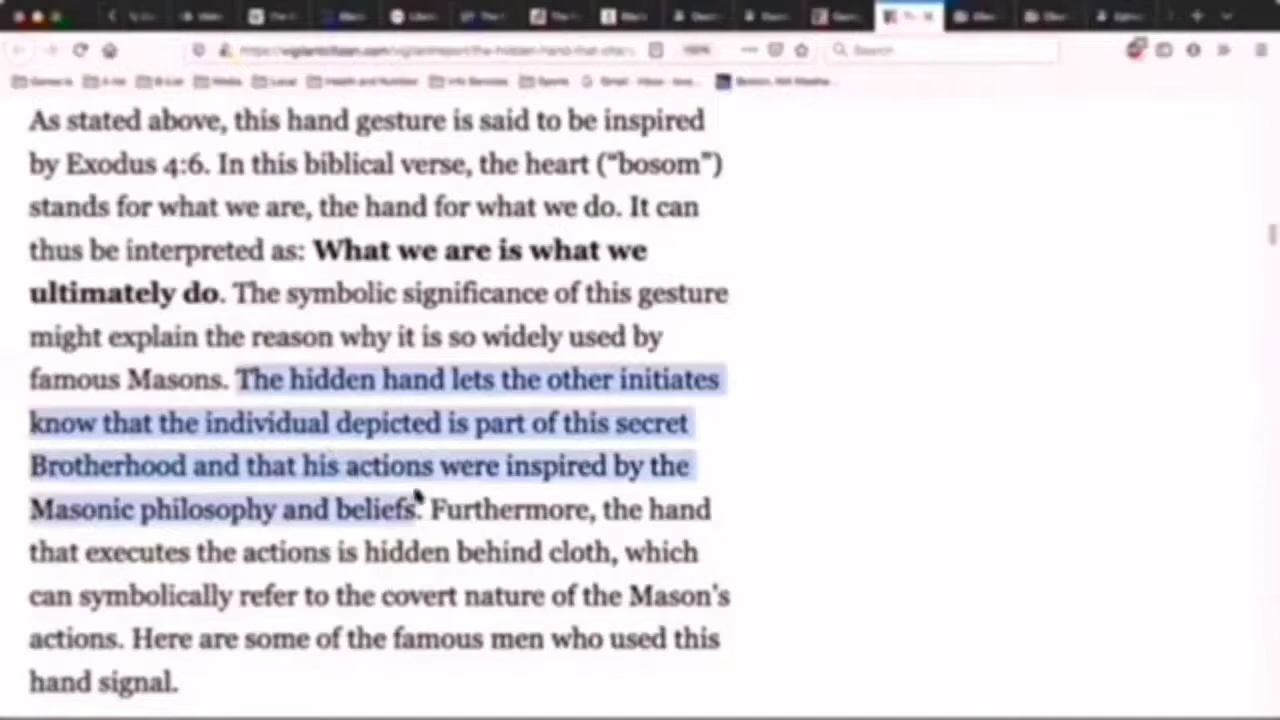 Search
As stated above, this hand gesture is said to be inspired
by Exodus 4:6. In this biblical verse, the heart (“bosom”)
stands for what we are, the hand for what we do. It can
thus be interpreted as: What we are is what we
ultimately do. The symbolic significance of this gesture
might explain the reason why it is so widely used by
famous Masons. The hidden hand lets the other initiates
know that the individual depicted is part of this secret
Brotherhood and that his actions were inspired by the
Masonic philosophy and beliefs. Furthermore, the hand
that executes the actions is hidden behind cloth, which
can symbolically refer to the covert nature of the Mason’s
actions. Here are some of the famous men who used this
hand signal.